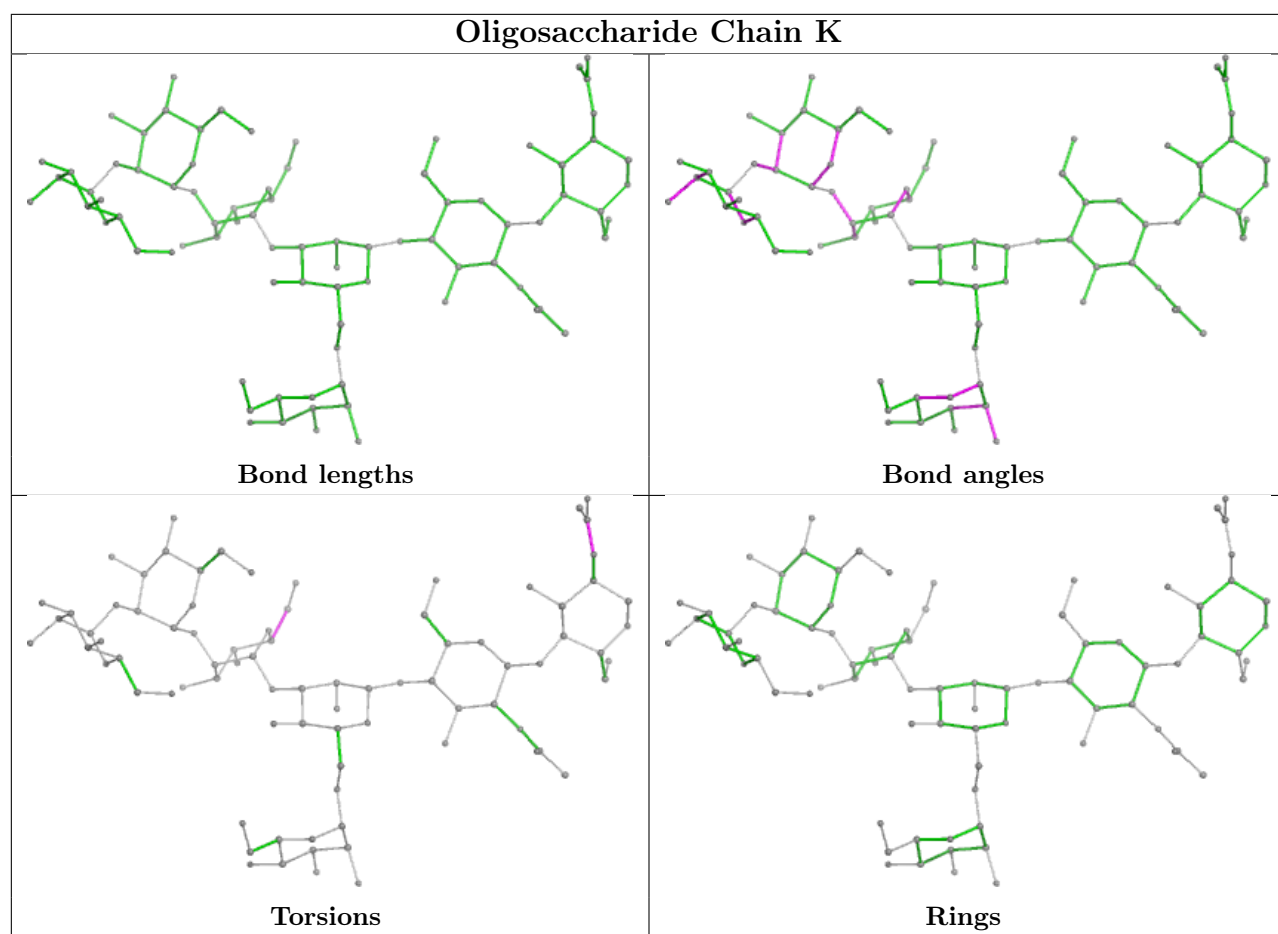 Oligosaccharide Chain K
Bond lengths
Bond angles
Torsions
Rings